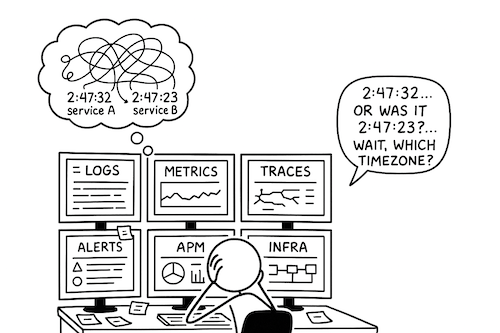 2:47:32 2:47:23
service A service B
2:47:32...
OR WAS IT
2:47:23?...
WAIT, WHICH
TIMEZONE?
LOGS
METRICS
TRACES
ALERTS
APM
INFRA